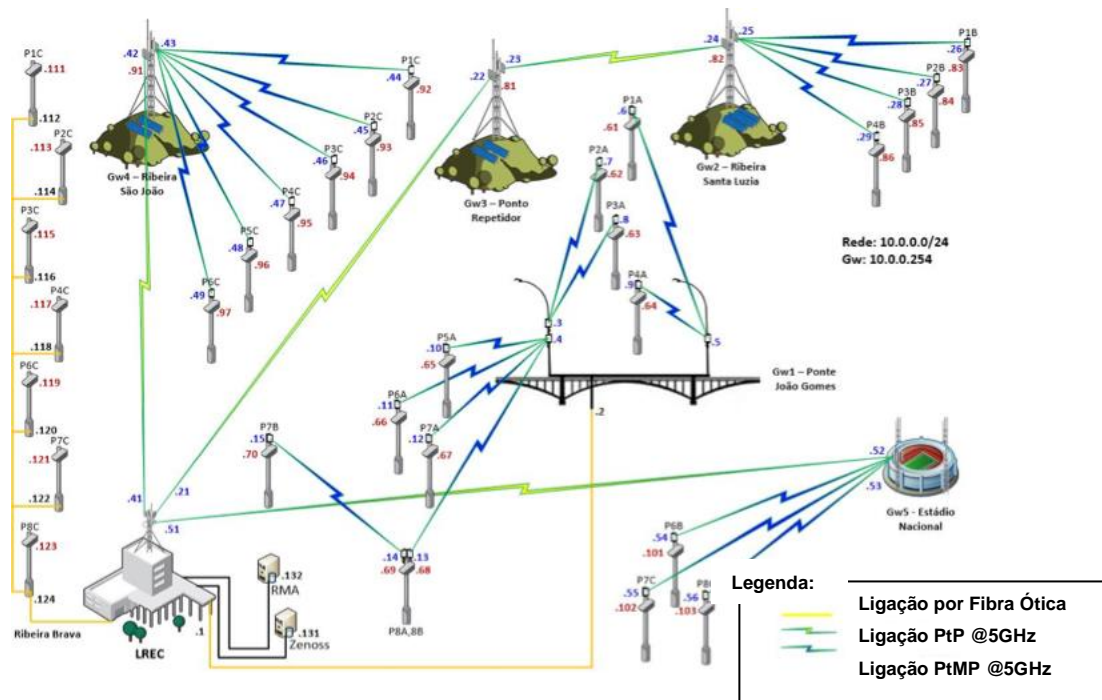 P1C
.111
.112
P2C
.113
.114
P3C
.115
.116
P4C
.117
.118
P6C
.119
.120
P7C
.121
.122
P8C
.123
.124
Ribeira Brava
.43
.42
.91
Gw4 – Ribeira
São João
P1C
.44
.92
P2C
.45
.93
P3C
.46
.94
P4C
.47
.95
P5C
.48
.96
P6C
.49
.97
.23
.22
.81
Gw3 – Ponto
Repetidor
.25
.24
.82
Gw2 – Ribeira
Santa Luzia
P1B
.26
.83
P2B
.27
.84
P3B
.28
.85
P4B
.29
.86
Rede: 10.0.0.0/24
Gw: 10.0.0.254
P1A
.6
.61
P2A
.7
.62
P3A
.8
.63
P4A
.9
.64
.3
.4
.5
Gw1 – Ponte
João Gomes
.2
P5A
.10
.65
P6A
.11
.66
P7A
.12
.67
P7B
.15
.70
.14
.13
.69
.68
P8A,8B
.41
.21
.51
.1
LREC
.132
RMA
.131
Zenoss
.52
.53
Gw5 - Estádio
Nacional
P6B
.54
.101
P7C
.55
.102
.56
.103
Legenda:
Ligação por Fibra Ótica
Ligação PtP @5GHz
Ligação PtMP @5GHz